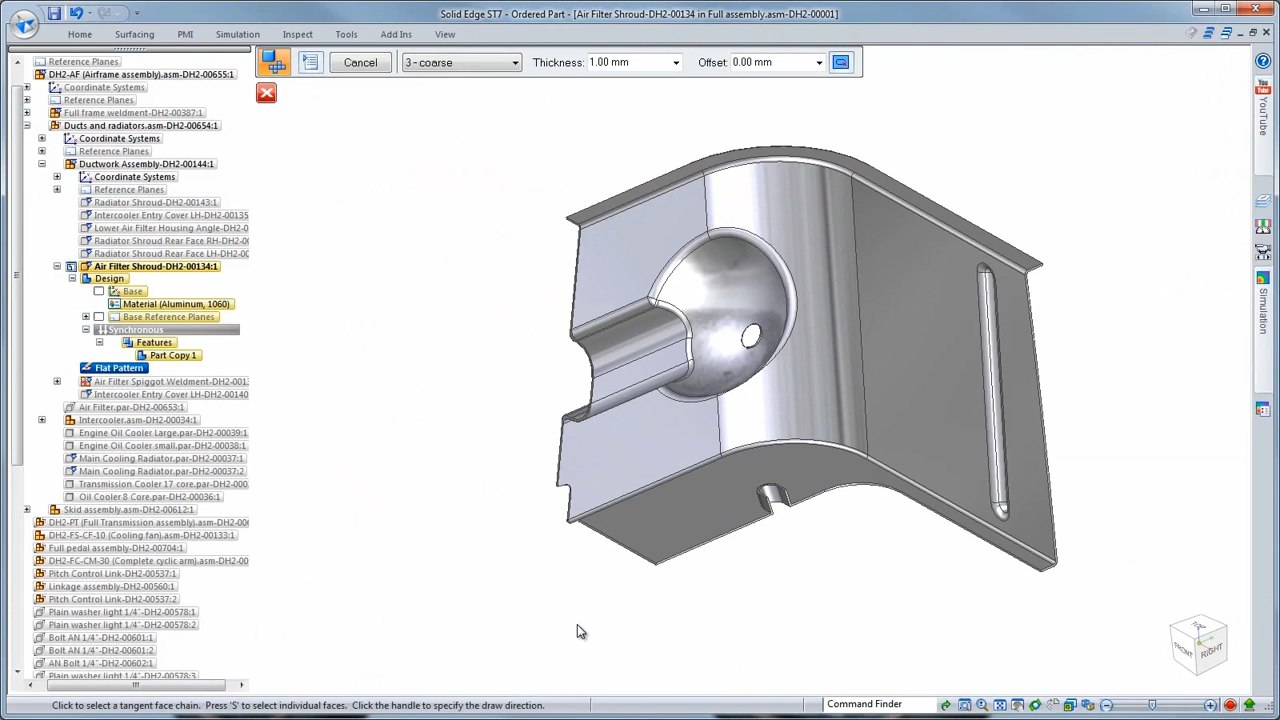 Solid Edge ST7 - Ordered Part - [Air Filter Shroud-DH2-00134 in Full assembly.asm-DH2-00001]
Home Surfacing PMI Simulation Inspect Tools Add Ins View
Cancel 3 - coarse Thickness: 1.00 mm Offset: 0.00 mm
Reference Planes
DH2-AF (Airframe assembly).asm-DH2-00655:1
Coordinate Systems
Reference Planes
Full frame weldment-DH2-00387:1
Ducts and radiators.asm-DH2-00654:1
Coordinate Systems
Reference Planes
Ductwork Assembly-DH2-00144:1
Coordinate Systems
Reference Planes
Radiator Shroud-DH2-00143:1
Intercooler Entry Cover LH-DH2-00135
Lower Air Filter Housing Angle-DH2-0
Radiator Shroud Rear Face RH-DH2-00
Radiator Shroud Rear Face LH-DH2-00
Air Filter Shroud-DH2-00134:1
Design
Base
Material (Aluminum, 1060)
Base Reference Planes
Synchronous
Features
Part Copy 1
Flat Pattern
Air Filter Spiggot Weldment-DH2-001
Intercooler Entry Cover LH-DH2-00140
Air Filter.par-DH2-00653:1
Intercooler.asm-DH2-00034:1
Engine Oil Cooler Large.par-DH2-00039:1
Engine Oil Cooler small.par-DH2-00038:1
Main Cooling Radiator.par-DH2-00037:1
Main Cooling Radiator.par-DH2-00037:2
Transmission Cooler 17 core.par-DH2-00
Oil Cooler 8 Core.par-DH2-00036:1
Skid assembly.asm-DH2-00612:1
DH2-PT (Full Transmission assembly).asm-DH2-00
DH2-FS-CF-10 (Cooling fan).asm-DH2-00133:1
Full pedal assembly-DH2-00704:1
DH2-FC-CM-30 (Complete cyclic arm).asm-DH2-00
Pitch Control Link-DH2-00537:1
Linkage assembly-DH2-00560:1
Pitch Control Link-DH2-00537:2
Plain washer light 1/4"-DH2-00578:1
Plain washer light 1/4"-DH2-00578:2
Bolt AN 1/4"-DH2-00601:1
Bolt AN 1/4"-DH2-00601:2
AN Bolt 1/4"-DH2-00602:1
Plain washer light 1/4"-DH2-00578:3
YouTube
Simulation
FRONT RIGHT
Click to select a tangent face chain. Press 'S' to select individual faces. Click the handle to specify the draw direction.
Command Finder